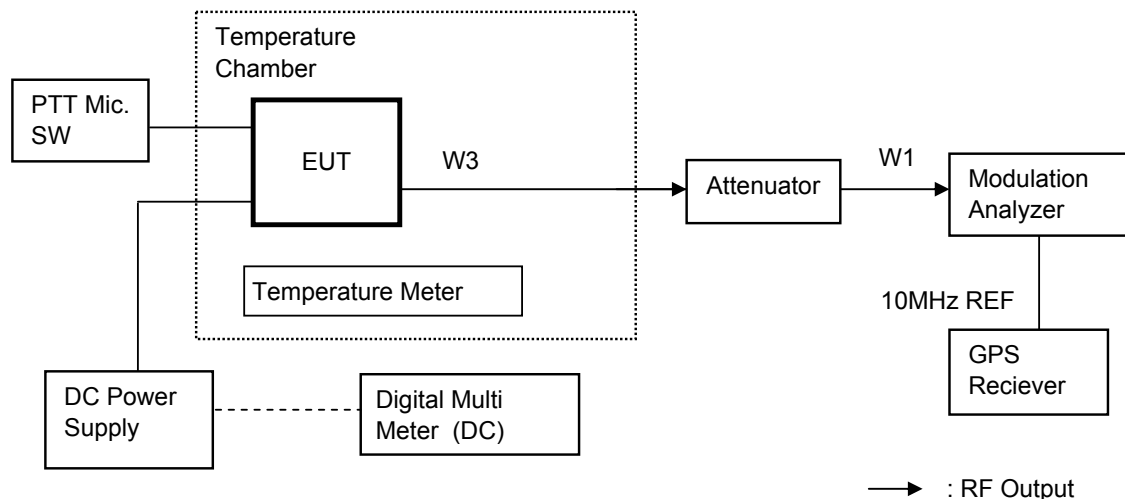 Temperature
Chamber
PTT Mic.
SW
EUT
W3
Attenuator
W1
Modulation
Analyzer
Temperature Meter
10MHz REF
GPS
Reciever
DC Power
Supply
Digital Multi
Meter (DC)
: RF Output